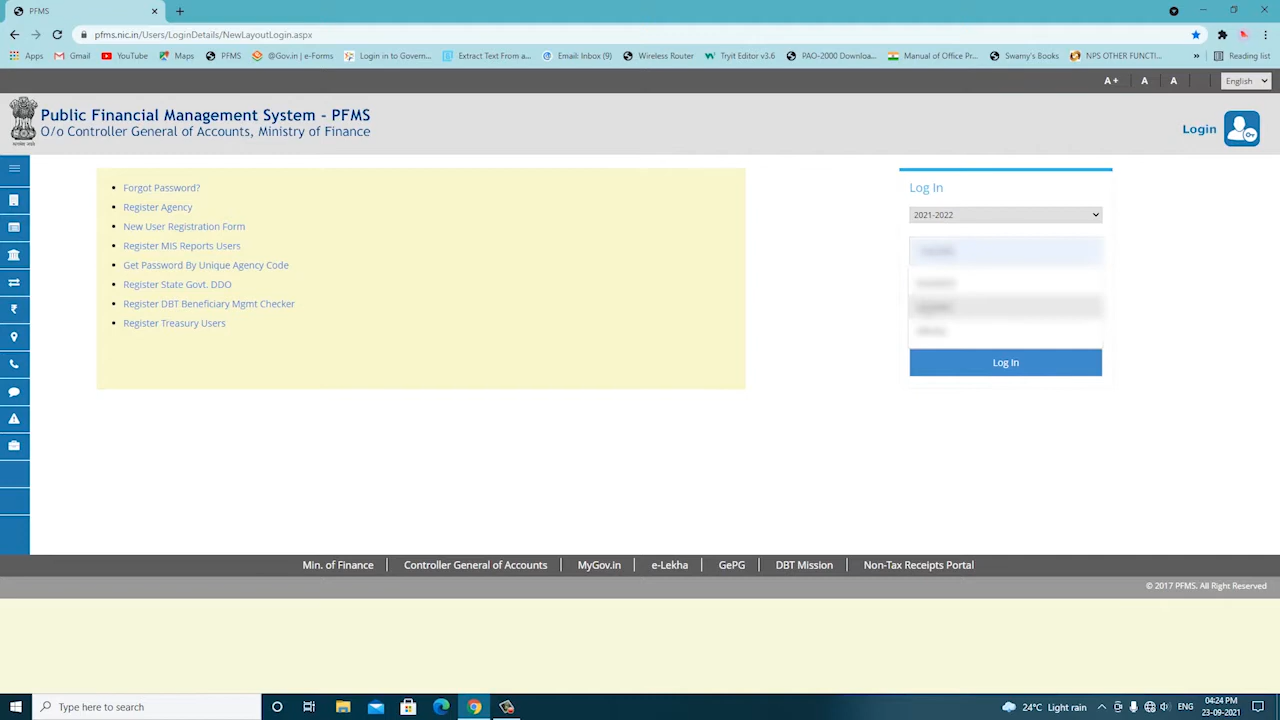 PFMS
pfms.nic.in/Users/LoginDetails/NewLayoutLogin.aspx
Apps Gmail YouTube Maps PFMS @Gov.in | e-Forms Log in to Govern... Extract Text From a... Email: Inbox (9) Wireless Router Tryit Editor v3.6 PAO-2000 Downloa... Manual of Office Pr... Swamy's Books NPS OTHER FUNCTI... » Reading list
A+ A A English
Public Financial Management System - PFMS
O/o Controller General of Accounts, Ministry of Finance
Login
Forgot Password?
Register Agency
New User Registration Form
Register MIS Reports Users
Get Password By Unique Agency Code
Register State Govt. DDO
Register DBT Beneficiary Mgmt Checker
Register Treasury Users
Log In
2021-2022
Log In
Min. of Finance Controller General of Accounts MyGov.in e-Lekha GePG DBT Mission Non-Tax Receipts Portal
© 2017 PFMS. All Right Reserved
Type here to search
24°C Light rain
ENG
04:24 PM
23-09-2021